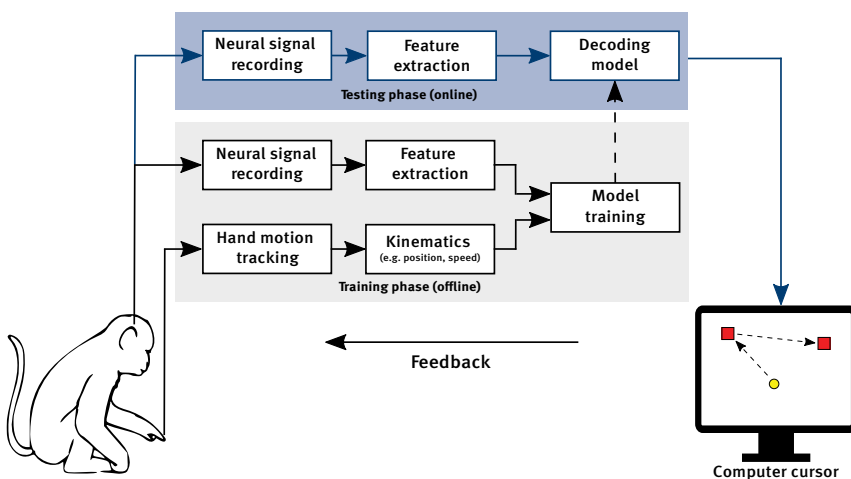 Neural signal
recording
Feature
extraction
Decoding
model
Testing phase (online)
Neural signal
recording
Feature
extraction
Model
training
Hand motion
tracking
Kinematics
(e.g. position, speed)
Training phase (offline)
Feedback
Computer cursor